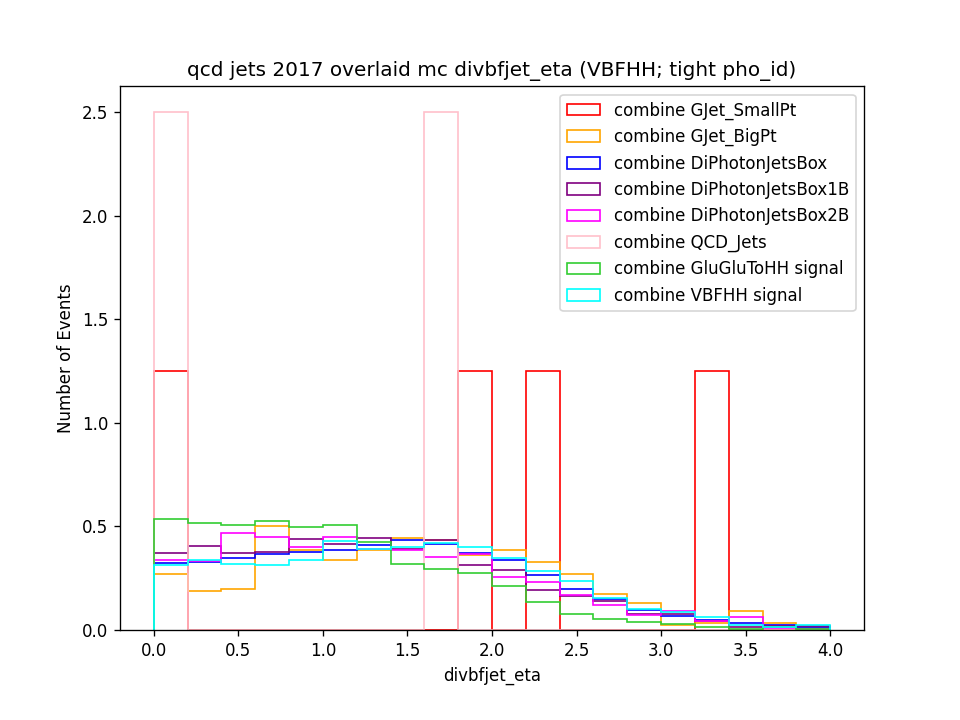 qcd jets 2017 overlaid mc divbfjet_eta (VBFHH; tight pho_id)
combine GJet_SmallPt
combine GJet_BigPt
combine DiPhotonJetsBox
combine DiPhotonJetsBox1B
combine DiPhotonJetsBox2B
combine QCD_Jets
combine GluGluToHH signal
combine VBFHH signal
Number of Events
2.5
2.0
1.5
1.0
0.5
0.0
0.0 0.5 1.0 1.5 2.0 2.5 3.0 3.5 4.0
divbfjet_eta